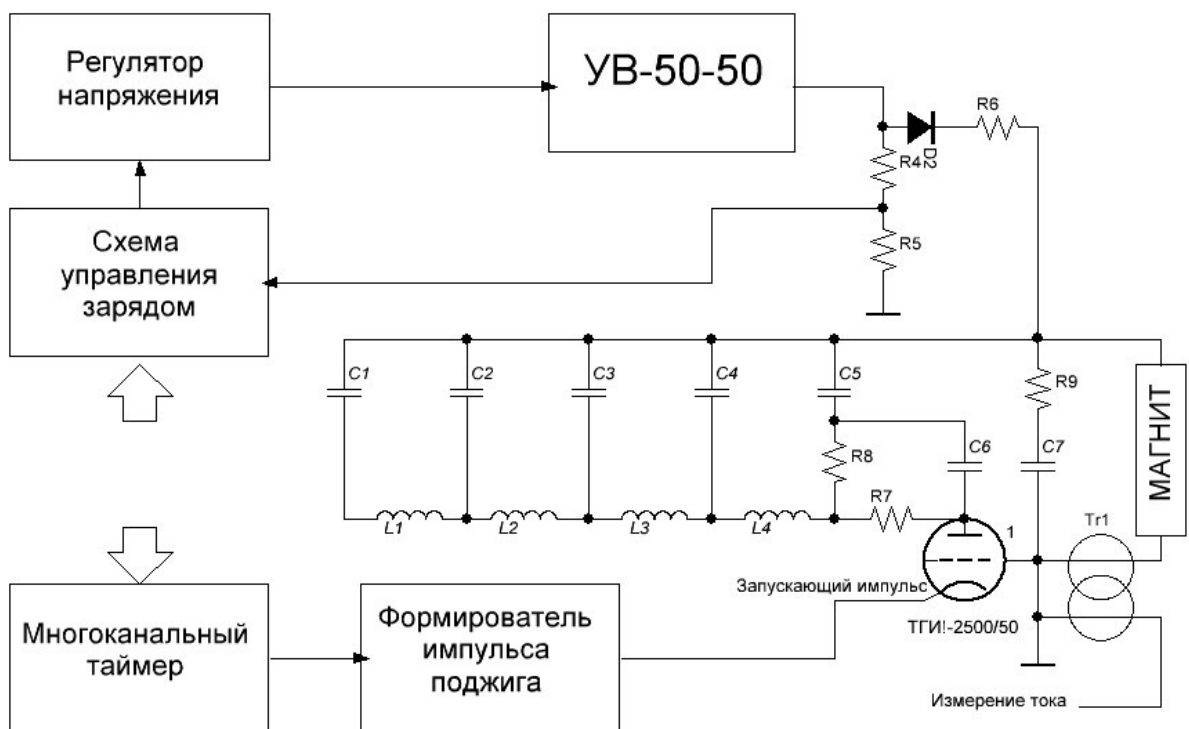 Регулятор
напряжения
УВ-50-50
R6
D2
R4
R5
Схема
управления
зарядом
C1
C2
C3
C4
C5
R9
R8
C6
C7
МАГНИТ
R7
L1
L2
L3
L4
1
Tr1
Запускающий импульс
ТГИ!-2500/50
Многоканальный
таймер
Формирователь
импульса
поджига
Измерение тока